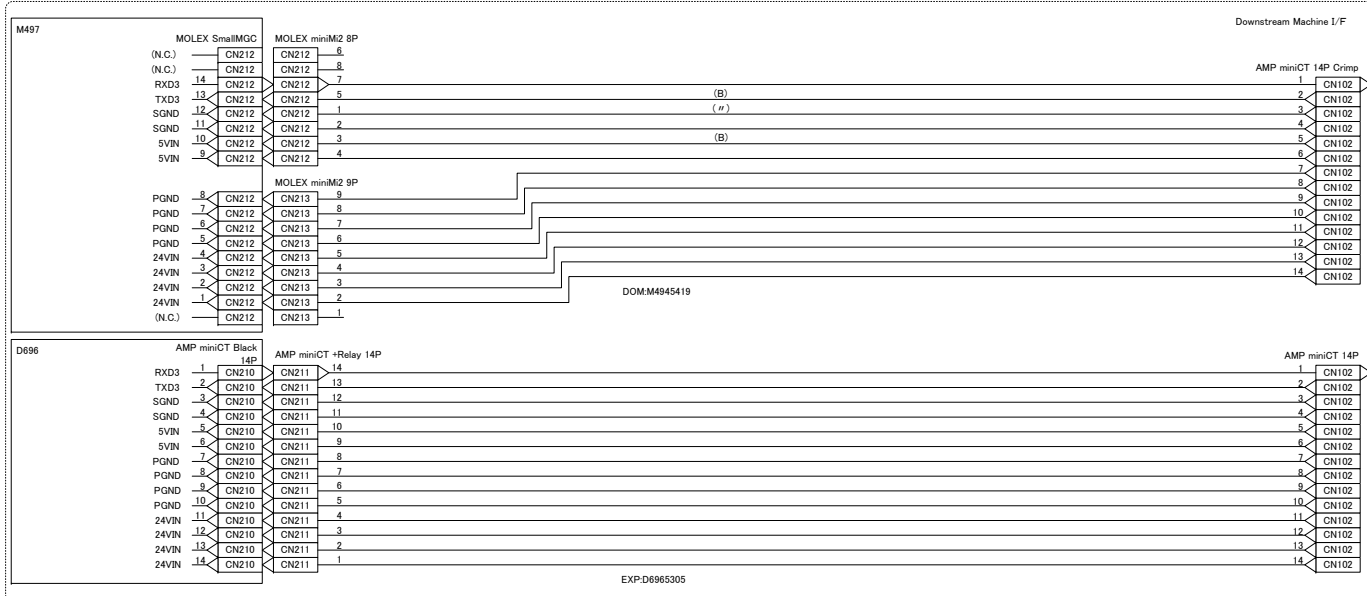 Downstream Machine I/F
M497
MOLEX SmallMGC MOLEX miniMi2 8P
AMP miniCT 14P Crimp
(N.C.) CN212 CN212 6
(N.C.) CN212 CN212 8
RXD3 14 CN212 CN212 7 1 CN102
TXD3 13 CN212 CN212 5 (B) 2 CN102
SGND 12 CN212 CN212 1 (〃) 3 CN102
SGND 11 CN212 CN212 2 4 CN102
5VIN 10 CN212 CN212 3 (B) 5 CN102
5VIN 9 CN212 CN212 4 6 CN102
MOLEX miniMi2 9P
7 CN102
PGND 8 CN212 CN213 9 8 CN102
PGND 7 CN212 CN213 8 9 CN102
PGND 6 CN212 CN213 7 10 CN102
PGND 5 CN212 CN213 6 11 CN102
24VIN 4 CN212 CN213 5 12 CN102
24VIN 3 CN212 CN213 4 13 CN102
24VIN 2 CN212 CN213 3 14 CN102
24VIN 1 CN212 CN213 2
(N.C.) CN212 CN213 1
DOM:M4945419
D696
AMP miniCT Black
14P
AMP miniCT +Relay 14P
AMP miniCT 14P
RXD3 1 CN210 CN211 14 1 CN102
TXD3 2 CN210 CN211 13 2 CN102
SGND 3 CN210 CN211 12 3 CN102
SGND 4 CN210 CN211 11 4 CN102
5VIN 5 CN210 CN211 10 5 CN102
5VIN 6 CN210 CN211 9 6 CN102
PGND 7 CN210 CN211 8 7 CN102
PGND 8 CN210 CN211 7 8 CN102
PGND 9 CN210 CN211 6 9 CN102
PGND 10 CN210 CN211 5 10 CN102
24VIN 11 CN210 CN211 4 11 CN102
24VIN 12 CN210 CN211 3 12 CN102
24VIN 13 CN210 CN211 2 13 CN102
24VIN 14 CN210 CN211 1 14 CN102
EXP:D6965305